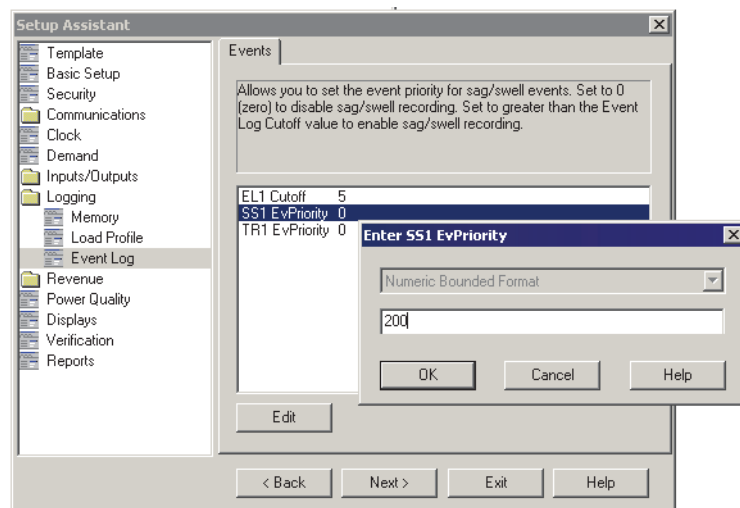 Setup Assistant
Template
Basic Setup
Security
Communications
Clock
Demand
Inputs/Outputs
Logging
Memory
Load Profile
Event Log
Revenue
Power Quality
Displays
Verification
Reports
Events
Allows you to set the event priority for sag/swell events. Set to 0
(zero) to disable sag/swell recording. Set to greater than the Event
Log Cutoff value to enable sag/swell recording.
EL1 Cutoff 5
SS1 EvPriority 0
TR1 EvPriority 0
Enter SS1 EvPriority
Numeric Bounded Format
200
OK Cancel Help
Edit
< Back Next > Exit Help